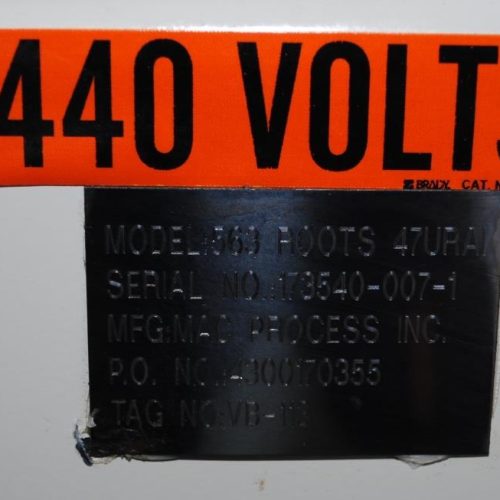 440 VOLTS
BRADY CAT. N
MODEL:563 ROOTS 47URAI
SERIAL NO.:173540-007-1
MFG:MAC PROCESS INC.
P.O. NO.:4300170355
TAG NO:VB-112